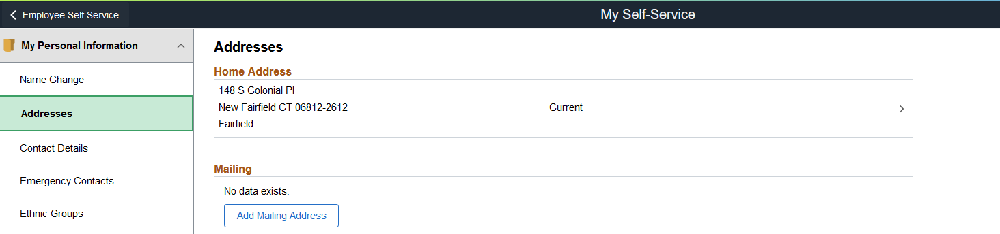 Employee Self Service
My Self-Service
My Personal Information
Name Change
Addresses
Contact Details
Emergency Contacts
Ethnic Groups
Addresses
Home Address
148 S Colonial Pl
New Fairfield CT 06812-2612
Fairfield
Current
Mailing
No data exists.
Add Mailing Address